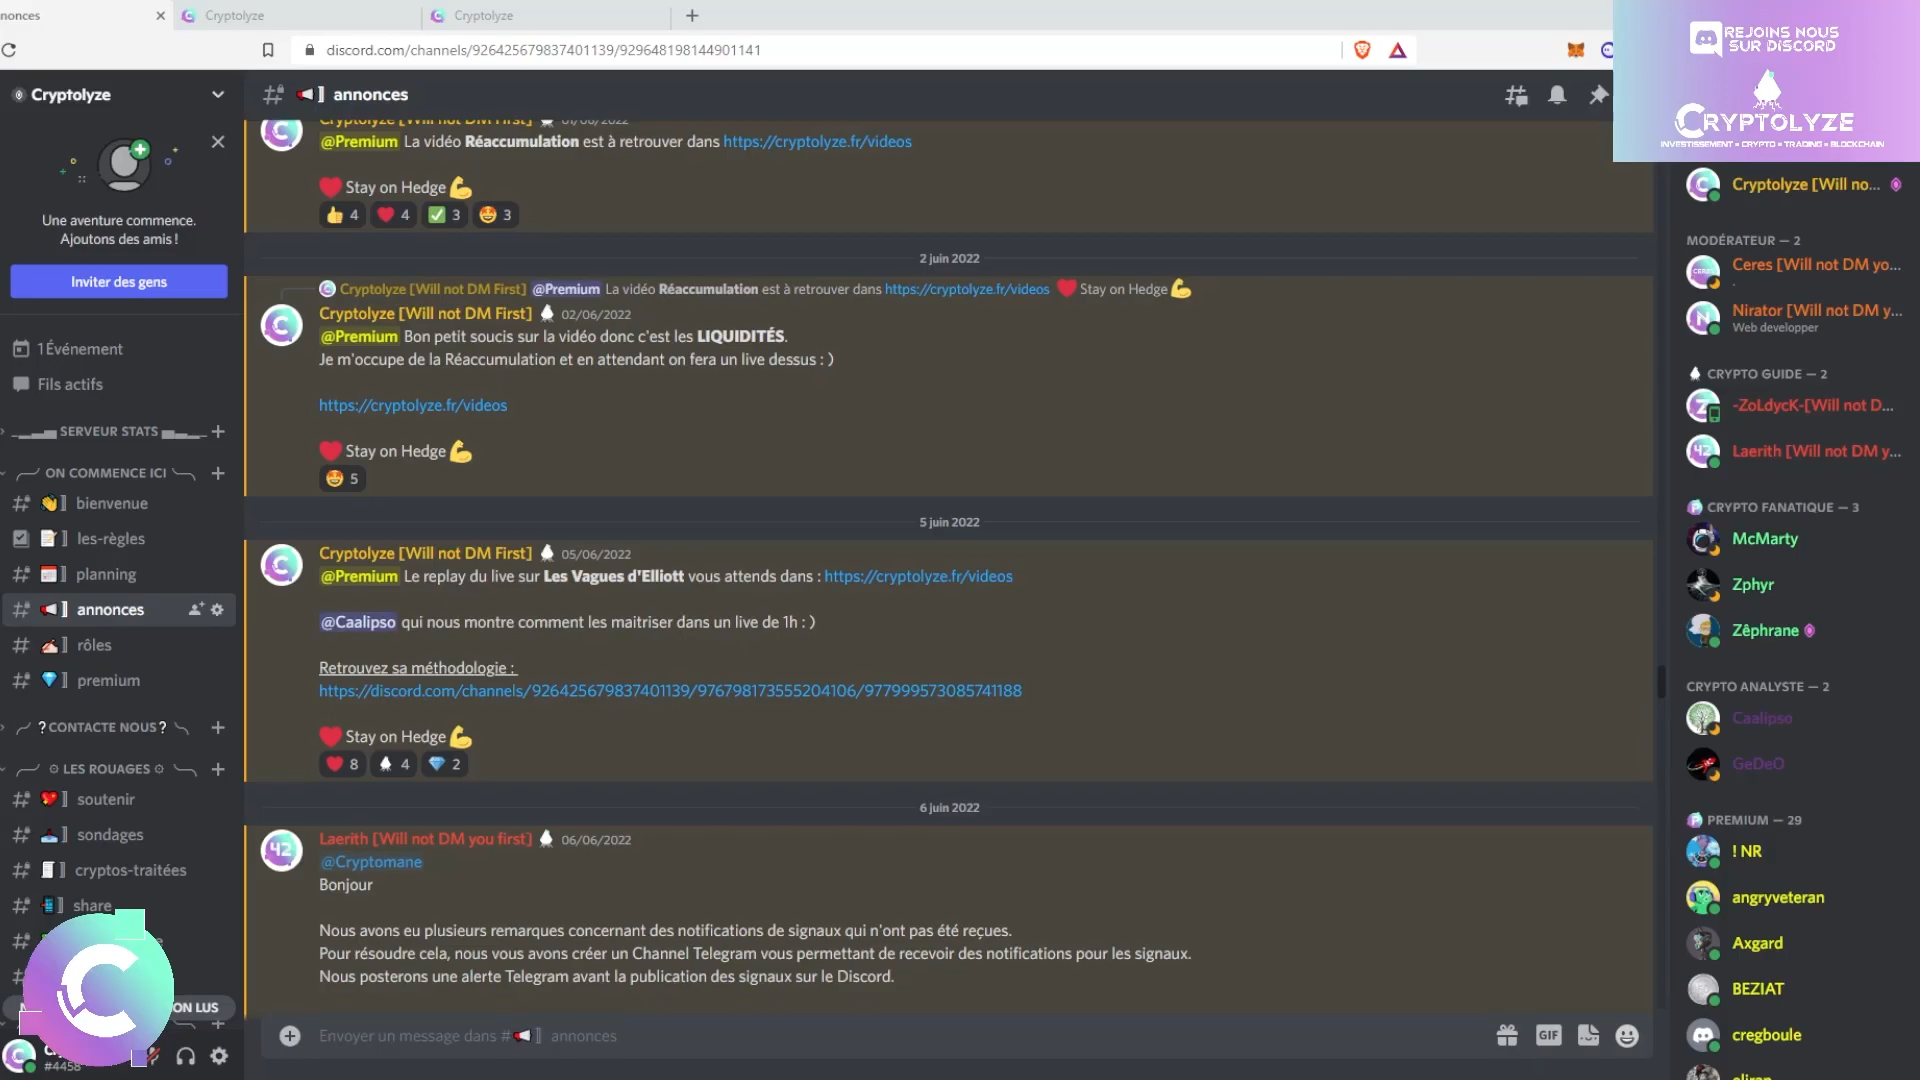 nonces
Cryptolyze
Cryptolyze
discord.com/channels/926425679837401139/929648198144901141
REJOINS NOUS
SUR DISCORD
CRYPTOLYZE
INVESTISSEMENT • CRYPTO • TRADING • BLOCKCHAIN
Cryptolyze
Une aventure commence.
Ajoutons des amis !
Inviter des gens
1 Événement
Fils actifs
SERVEUR STATS
ON COMMENCE ICI
bienvenue
les-règles
planning
annonces
rôles
premium
?CONTACTE NOUS?
LES ROUAGES
soutenir
sondages
cryptos-traitées
share
ON LUS
#4458
annonces
Cryptolyze [Will not DM First] 01/06/2022
@Premium La vidéo Réaccumulation est à retrouver dans https://cryptolyze.fr/videos
Stay on Hedge
4 4 3 3
2 juin 2022
Cryptolyze [Will not DM First] @Premium La vidéo Réaccumulation est à retrouver dans https://cryptolyze.fr/videos Stay on Hedge
Cryptolyze [Will not DM First] 02/06/2022
@Premium Bon petit soucis sur la vidéo donc c'est les LIQUIDITÉS.
Je m'occupe de la Réaccumulation et en attendant on fera un live dessus : )
https://cryptolyze.fr/videos
Stay on Hedge
5
5 juin 2022
Cryptolyze [Will not DM First] 05/06/2022
@Premium Le replay du live sur Les Vagues d'Elliott vous attends dans : https://cryptolyze.fr/videos
@Caalipso qui nous montre comment les maitriser dans un live de 1h : )
Retrouvez sa méthodologie :
https://discord.com/channels/926425679837401139/976798173555204106/977999573085741188
Stay on Hedge
8 4 2
6 juin 2022
Laerith [Will not DM you first] 06/06/2022
42
@Cryptomane
Bonjour
Nous avons eu plusieurs remarques concernant des notifications de signaux qui n'ont pas été reçues.
Pour résoudre cela, nous vous avons créer un Channel Telegram vous permettant de recevoir des notifications pour les signaux.
Nous posterons une alerte Telegram avant la publication des signaux sur le Discord.
Envoyer un message dans # annonces
GIF
Cryptolyze [Will no...
MODÉRATEUR — 2
Ceres [Will not DM yo...
.
Nirator [Will not DM y...
Web developper
CRYPTO GUIDE — 2
-ZoLdycK-[Will not D...
Laerith [Will not DM y...
CRYPTO FANATIQUE — 3
McMarty
Zphyr
Zêphrane
CRYPTO ANALYSTE — 2
Caalipso
GeDeO
PREMIUM — 29
! NR
angryveteran
Axgard
BEZIAT
cregboule